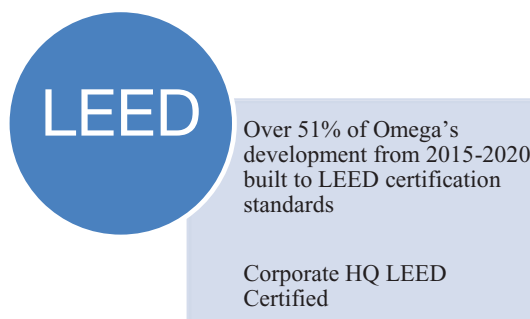 LEED
Over 51% of Omega’s
development from 2015-2020
built to LEED certification
standards
Corporate HQ LEED
Certified